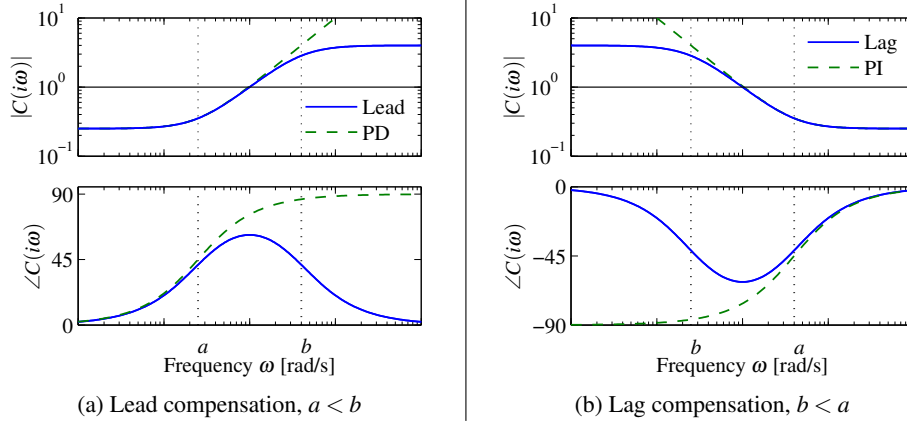 10^1
|C(iω)|
10^0
10^-1
Lead
PD
90
∠C(iω)
45
0
a
b
Frequency ω [rad/s]
(a) Lead compensation, a < b
10^1
|C(iω)|
10^0
10^-1
Lag
PI
0
∠C(iω)
−45
−90
b
a
Frequency ω [rad/s]
(b) Lag compensation, b < a